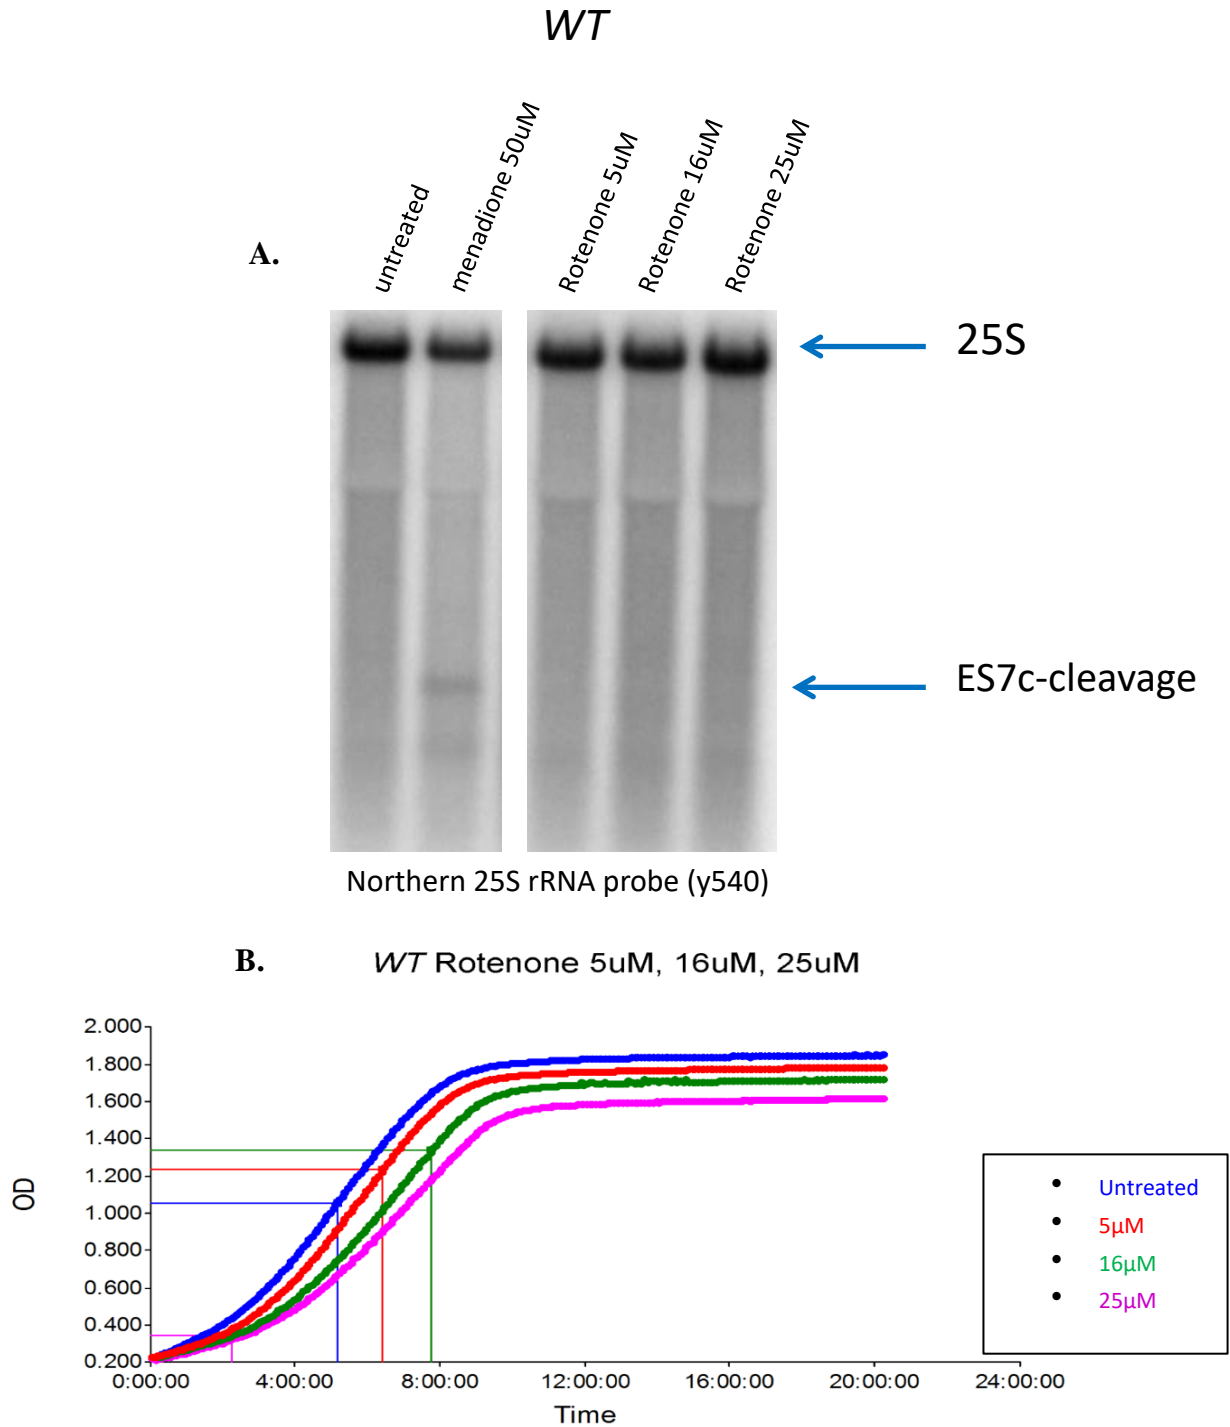 WT
untreated
menadione 50uM
Rotenone 5uM
Rotenone 16uM
Rotenone 25uM
A.
25S
ES7c-cleavage
Northern 25S rRNA probe (y540)
B.
WT Rotenone 5uM, 16uM, 25uM
2.000
1.800
1.600
1.400
1.200
1.000
0.800
0.600
0.400
0.200
OD
0:00:00
4:00:00
8:00:00
12:00:00
16:00:00
20:00:00
24:00:00
Time
• Untreated
• 5µM
• 16µM
• 25µM